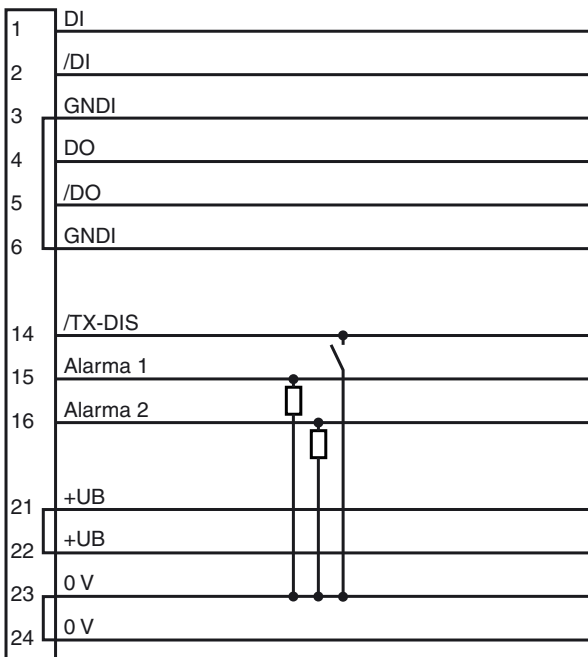 1 DI
2 /DI
3 GNDI
4 DO
5 /DO
6 GNDI
14 /TX-DIS
15 Alarma 1
16 Alarma 2
21 +UB
22 +UB
23 0 V
24 0 V